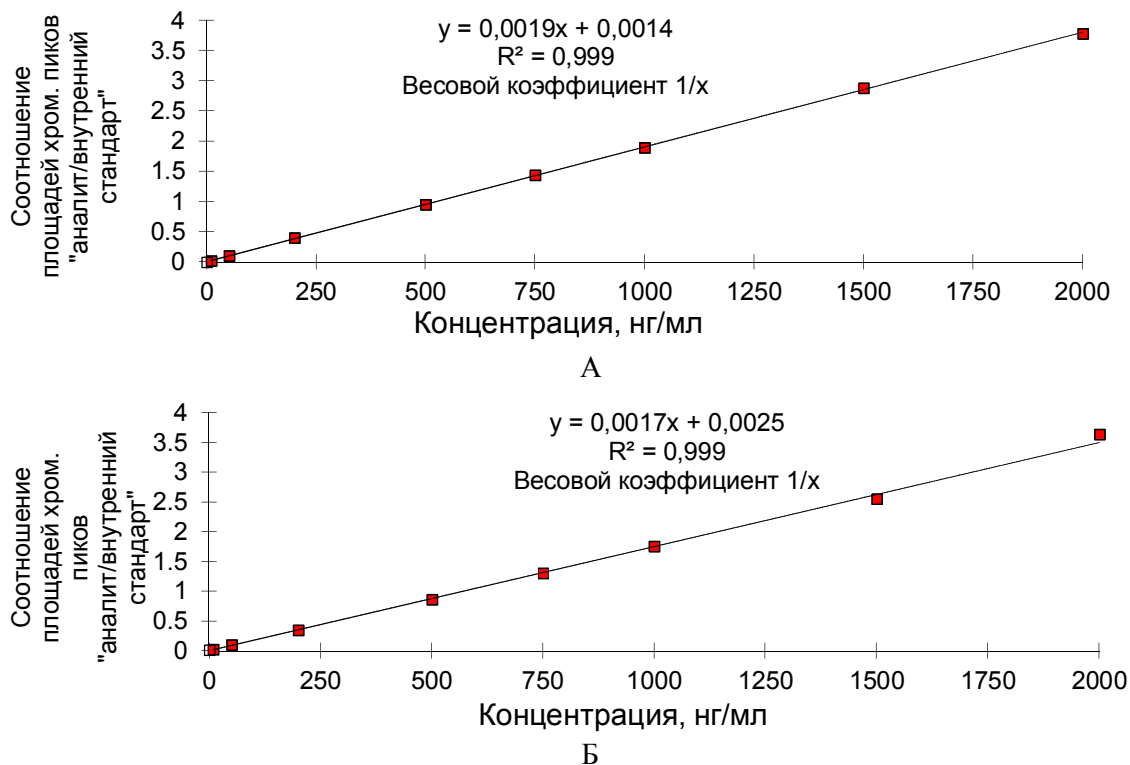 Соотношение
площадей хром. пиков
"аналит/внутренний
стандарт"
4
3.5
3
2.5
2
1.5
1
0.5
0
y = 0,0019x + 0,0014
R² = 0,999
Весовой коэффициент 1/x
0 250 500 750 1000 1250 1500 1750 2000
Концентрация, нг/мл
А
Соотношение
площадей хром.
пиков
"аналит/внутренний
стандарт"
4
3.5
3
2.5
2
1.5
1
0.5
0
y = 0,0017x + 0,0025
R² = 0,999
Весовой коэффициент 1/x
0 250 500 750 1000 1250 1500 1750 2000
Концентрация, нг/мл
Б